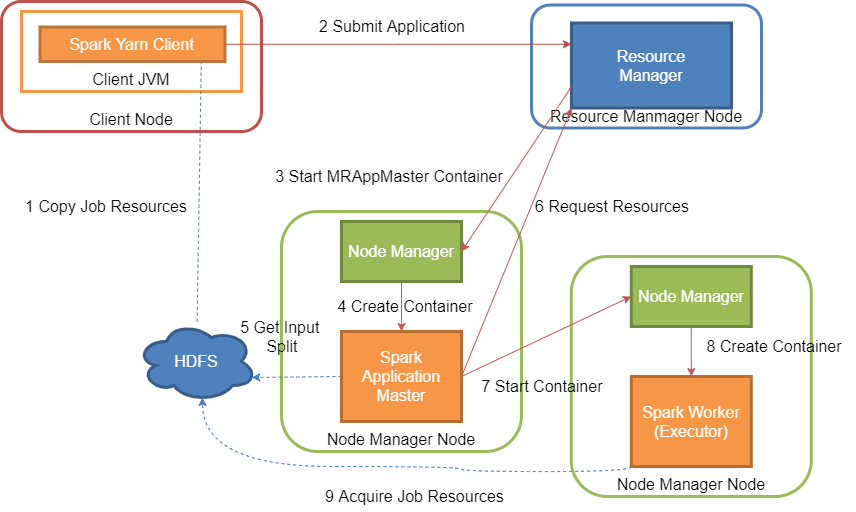 2 Submit Application
Spark Yarn Client
Client JVM
Client Node
Resource
Manager
Resource Manmager Node
3 Start MRAppMaster Container
1 Copy Job Resources
6 Request Resources
Node Manager
4 Create Container
5 Get Input
Split
HDFS
Spark
Application
Master
Node Manager Node
Node Manager
8 Create Container
7 Start Container
Spark Worker
(Executor)
Node Manager Node
9 Acquire Job Resources